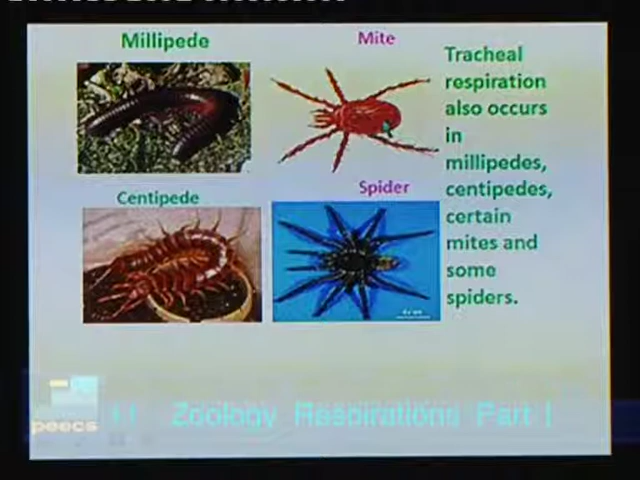 Millipede
Mite
Tracheal
respiration
also occurs
in
millipedes,
centipedes,
certain
mites and
some
spiders.
Centipede
Spider
peecs
11 Zoology Respirations Part I